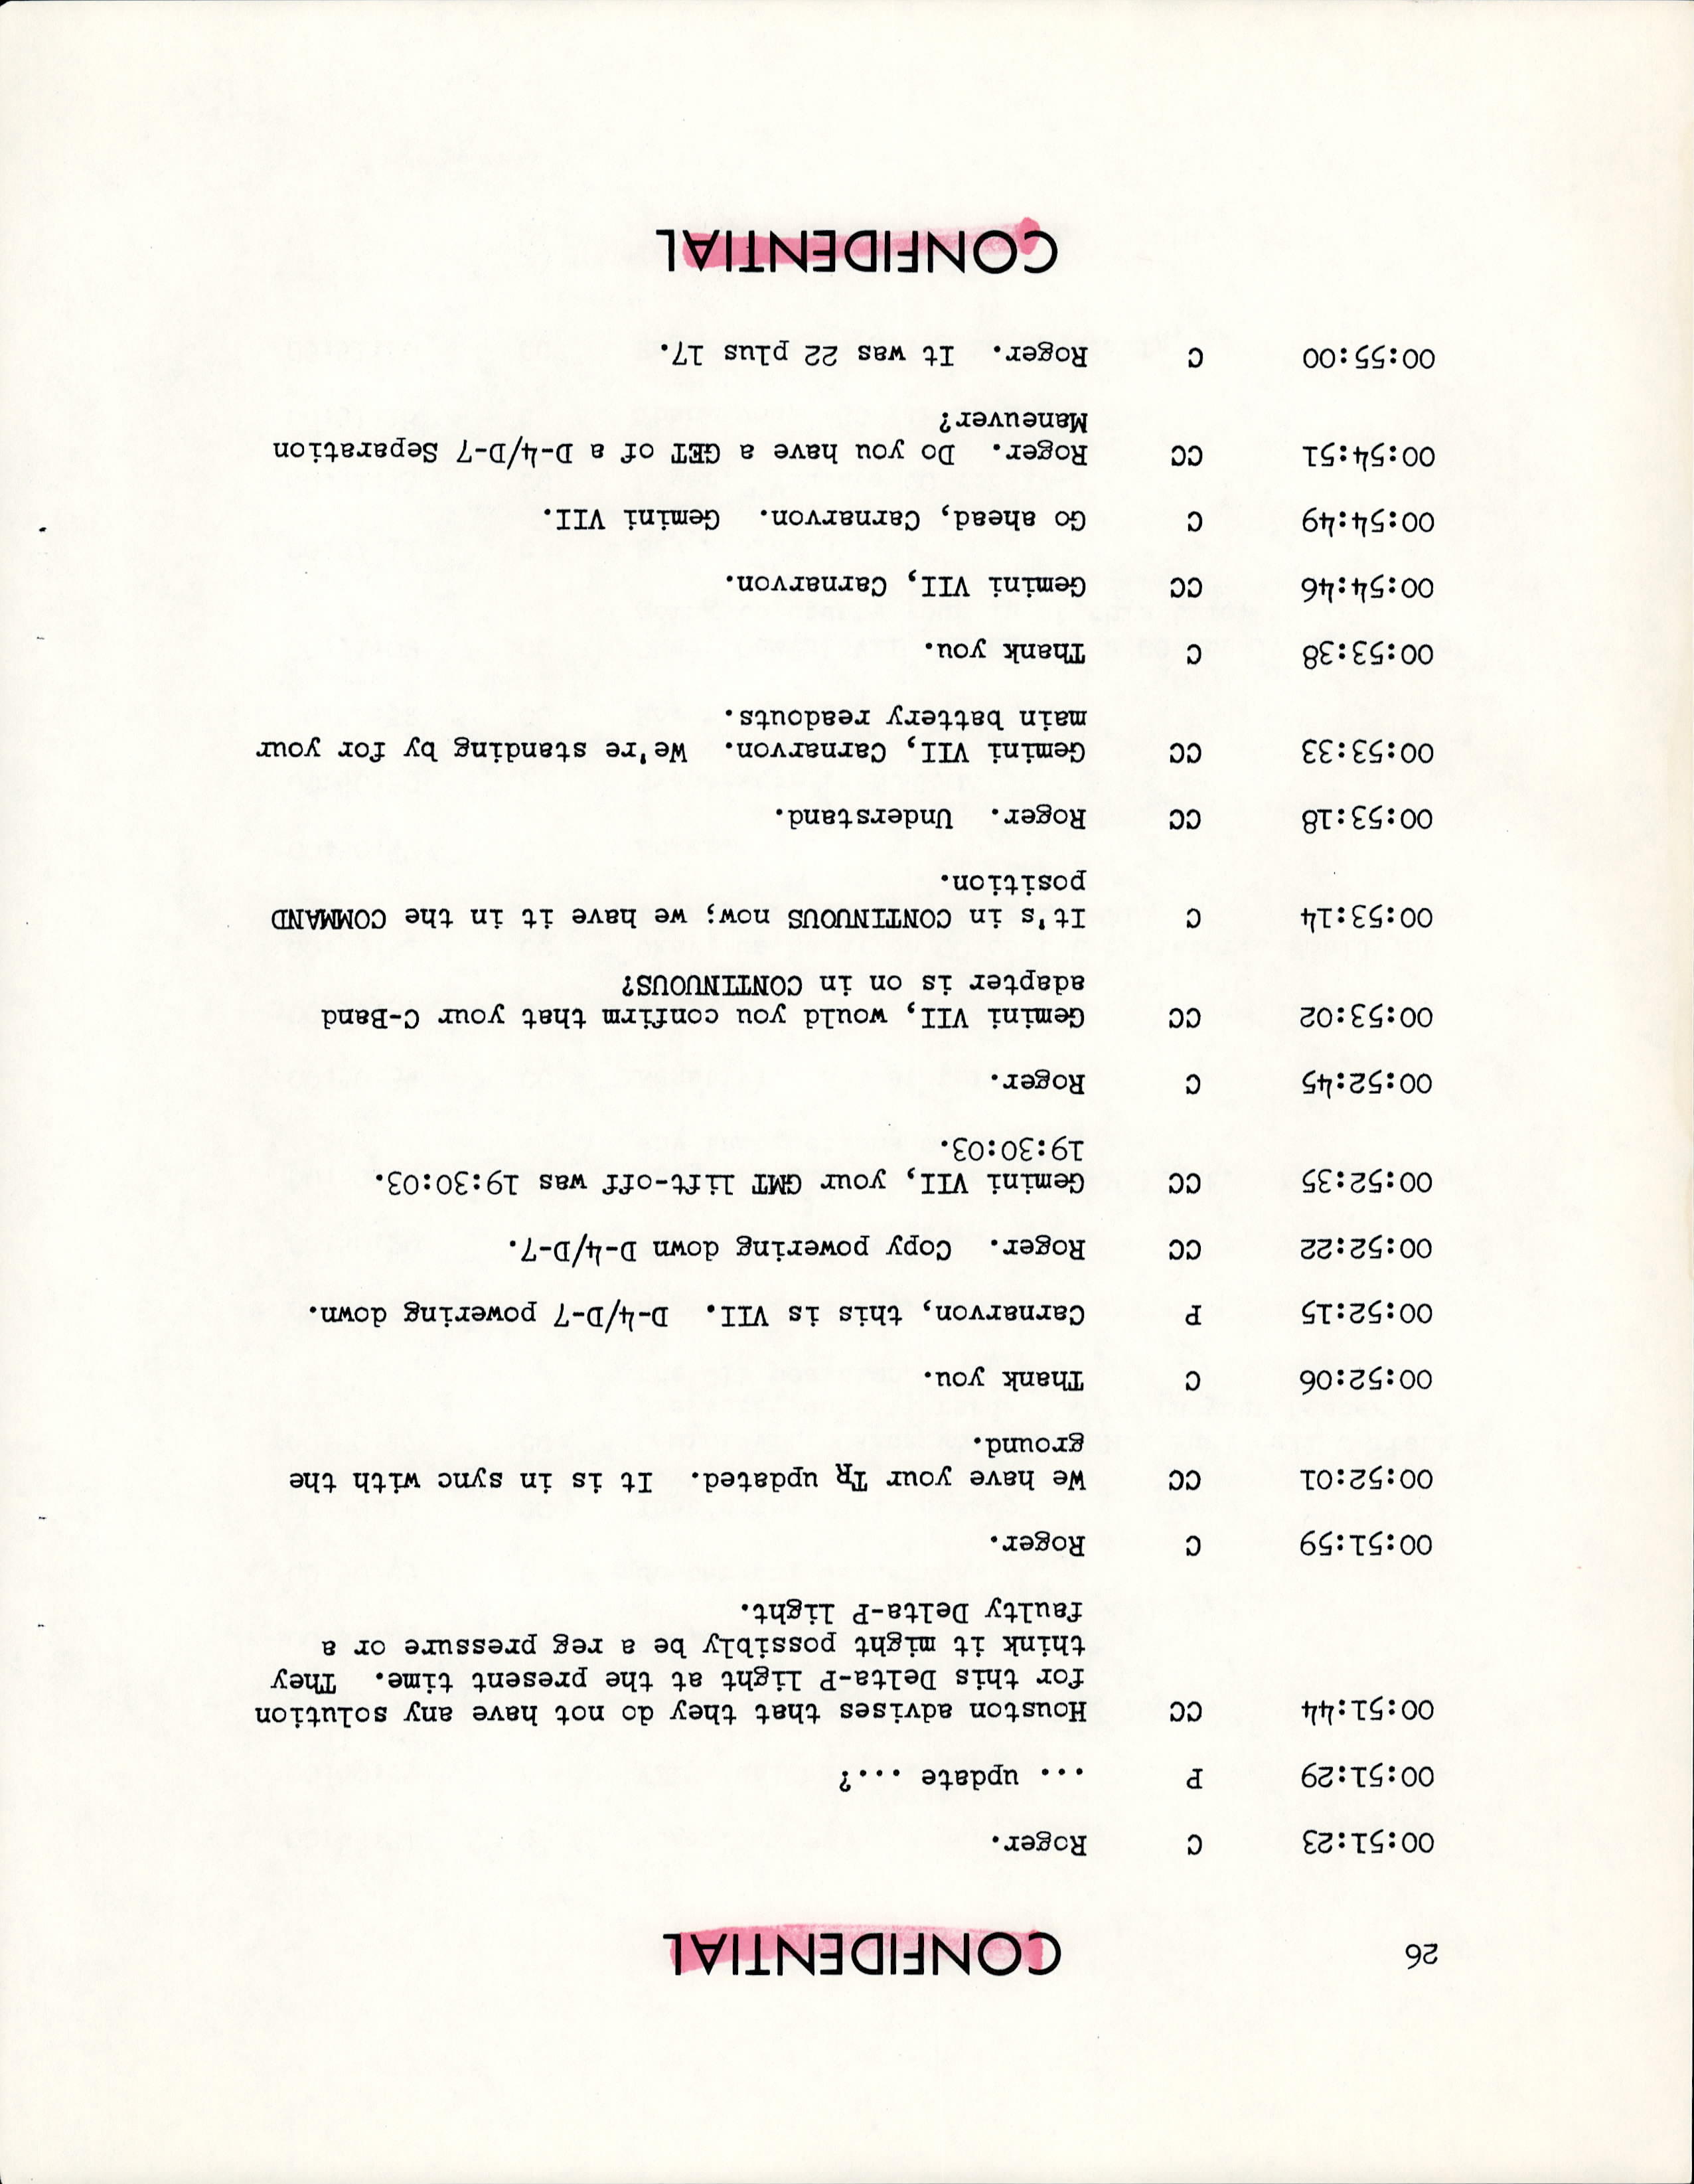 26
CONFIDENTIAL
00:51:23 C Roger.
00:51:29 P ... update ...?
00:51:44 CC Houston advises that they do not have any solution
for this Delta-P light at the present time. They
think it might possibly be a reg pressure or a
faulty Delta-P light.
00:51:59 C Roger.
00:52:01 CC We have your TR updated. It is in sync with the
ground.
00:52:06 C Thank you.
00:52:15 P Carnarvon, this is VII. D-4/D-7 powering down.
00:52:22 CC Roger. Copy powering down D-4/D-7.
00:52:35 CC Gemini VII, your GMT lift-off was 19:30:03.
19:30:03.
00:52:45 C Roger.
00:53:02 CC Gemini VII, would you confirm that your C-Band
adapter is on in CONTINUOUS?
00:53:14 C It's in CONTINUOUS now; we have it in the COMMAND
position.
00:53:18 CC Roger. Understand.
00:53:33 CC Gemini VII, Carnarvon. We're standing by for your
main battery readouts.
00:53:38 C Thank you.
00:54:46 CC Gemini VII, Carnarvon.
00:54:49 C Go ahead, Carnarvon. Gemini VII.
00:54:51 CC Roger. Do you have a GET of a D-4/D-7 Separation
Maneuver?
00:55:00 C Roger. It was 22 plus 17.
CONFIDENTIAL